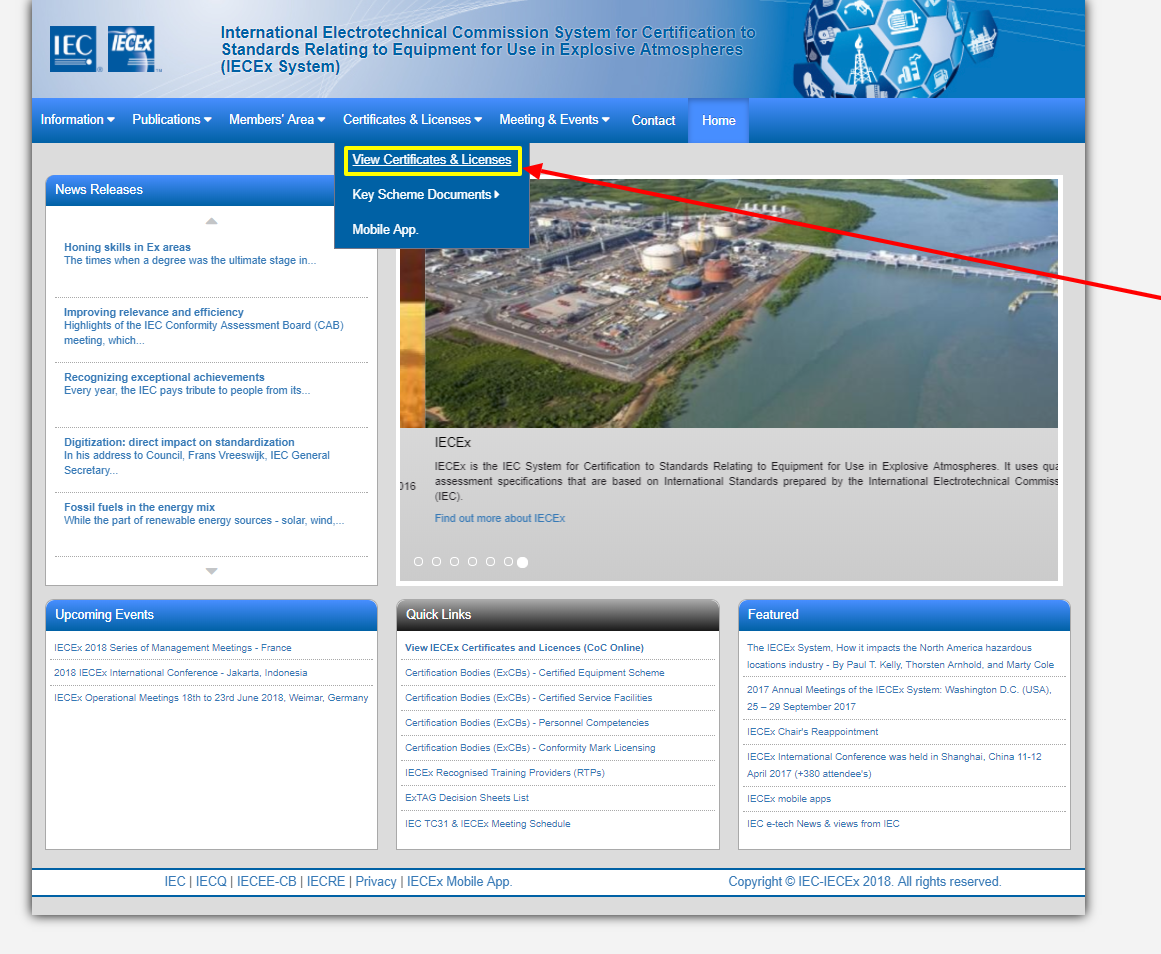 IEC
IECEx
International Electrotechnical Commission System for Certification to
Standards Relating to Equipment for Use in Explosive Atmospheres
(IECEx System)
Information Publications Members' Area Certificates & Licenses Meeting & Events Contact Home
View Certificates & Licenses
Key Scheme Documents
Mobile App.
News Releases
Honing skills in Ex areas
The times when a degree was the ultimate stage in...
Improving relevance and efficiency
Highlights of the IEC Conformity Assessment Board (CAB)
meeting, which...
Recognizing exceptional achievements
Every year, the IEC pays tribute to people from its...
Digitization: direct impact on standardization
In his address to Council, Frans Vreeswijk, IEC General
Secretary...
Fossil fuels in the energy mix
While the part of renewable energy sources - solar, wind,...
IECEx
IECEx is the IEC System for Certification to Standards Relating to Equipment for Use in Explosive Atmospheres. It uses qua
assessment specifications that are based on International Standards prepared by the International Electrotechnical Commiss
(IEC).
016
Find out more about IECEx
Upcoming Events
IECEx 2018 Series of Management Meetings - France
2018 IECEx International Conference - Jakarta, Indonesia
IECEx Operational Meetings 18th to 23rd June 2018, Weimar, Germany
Quick Links
View IECEx Certificates and Licences (CoC Online)
Certification Bodies (ExCBs) - Certified Equipment Scheme
Certification Bodies (ExCBs) - Certified Service Facilities
Certification Bodies (ExCBs) - Personnel Competencies
Certification Bodies (ExCBs) - Conformity Mark Licensing
IECEx Recognised Training Providers (RTPs)
ExTAG Decision Sheets List
IEC TC31 & IECEx Meeting Schedule
Featured
The IECEx System, How it impacts the North America hazardous
locations industry - By Paul T. Kelly, Thorsten Arnhold, and Marty Cole
2017 Annual Meetings of the IECEx System: Washington D.C. (USA),
25 – 29 September 2017
IECEx Chair's Reappointment
IECEx International Conference was held in Shanghai, China 11-12
April 2017 (+380 attendee's)
IECEx mobile apps
IEC e-tech News & views from IEC
IEC | IECQ | IECEE-CB | IECRE | Privacy | IECEx Mobile App.
Copyright © IEC-IECEx 2018. All rights reserved.